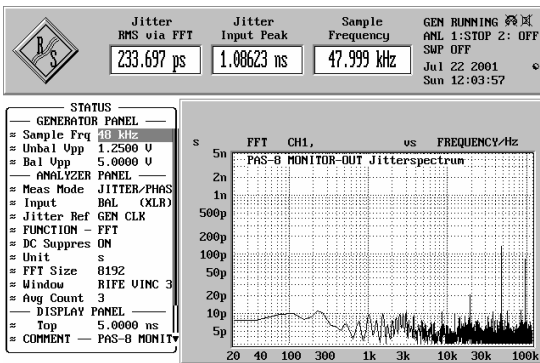 Jitter
RMS via FFT
233.697 ps
Jitter
Input Peak
1.08623 ns
Sample
Frequency
47.999 kHz
GEN RUNNING
ANL 1:STOP 2: OFF
SWP OFF
Jul 22 2001
Sun 12:03:57
R S
STATUS
GENERATOR PANEL
≈ Sample Frq 48 kHz
≈ Unbal Vpp 1.2500 V
≈ Bal Vpp 5.0000 V
ANALYZER PANEL
≈ Meas Mode JITTER/PHAS
≈ Input BAL (XLR)
≈ Jitter Ref GEN CLK
≈ FUNCTION — FFT
≈ DC Suppres ON
≈ Unit s
≈ FFT Size 8192
≈ Window RIFE VINC 3
≈ Avg Count 3
DISPLAY PANEL
≈ Top 5.0000 ns
≈ COMMENT — PAS-8 MONIT
s FFT CH1, vs FREQUENCY/Hz
PAS-8 MONITOR-OUT Jitterspectrum
5n
2n
1n
500p
200p
100p
50p
20p
10p
5p
20 40 100 300 1k 3k 10k 30k 100k